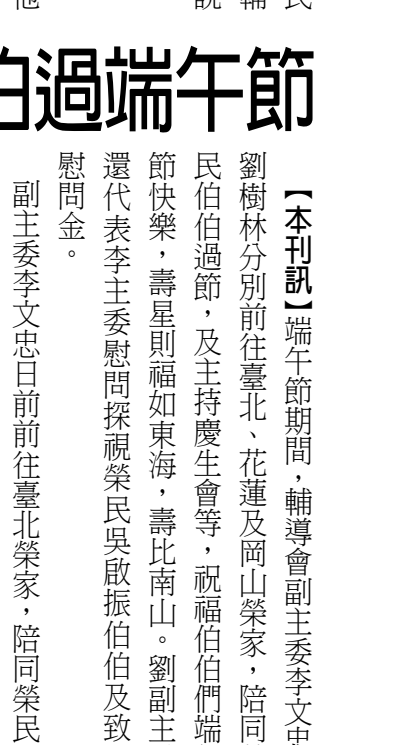 過端午節
【本刊訊】端午節期間，輔導會副主委李文忠
劉樹林分別前往臺北、花蓮及岡山榮家，陪同
民伯伯過節，及主持慶生會等，祝福伯伯們端
節快樂，壽星則福如東海，壽比南山。劉副主
還代表李主委慰問探視榮民吳啟振伯伯及致
慰問金。
副主委李文忠日前前往臺北榮家，陪同榮民